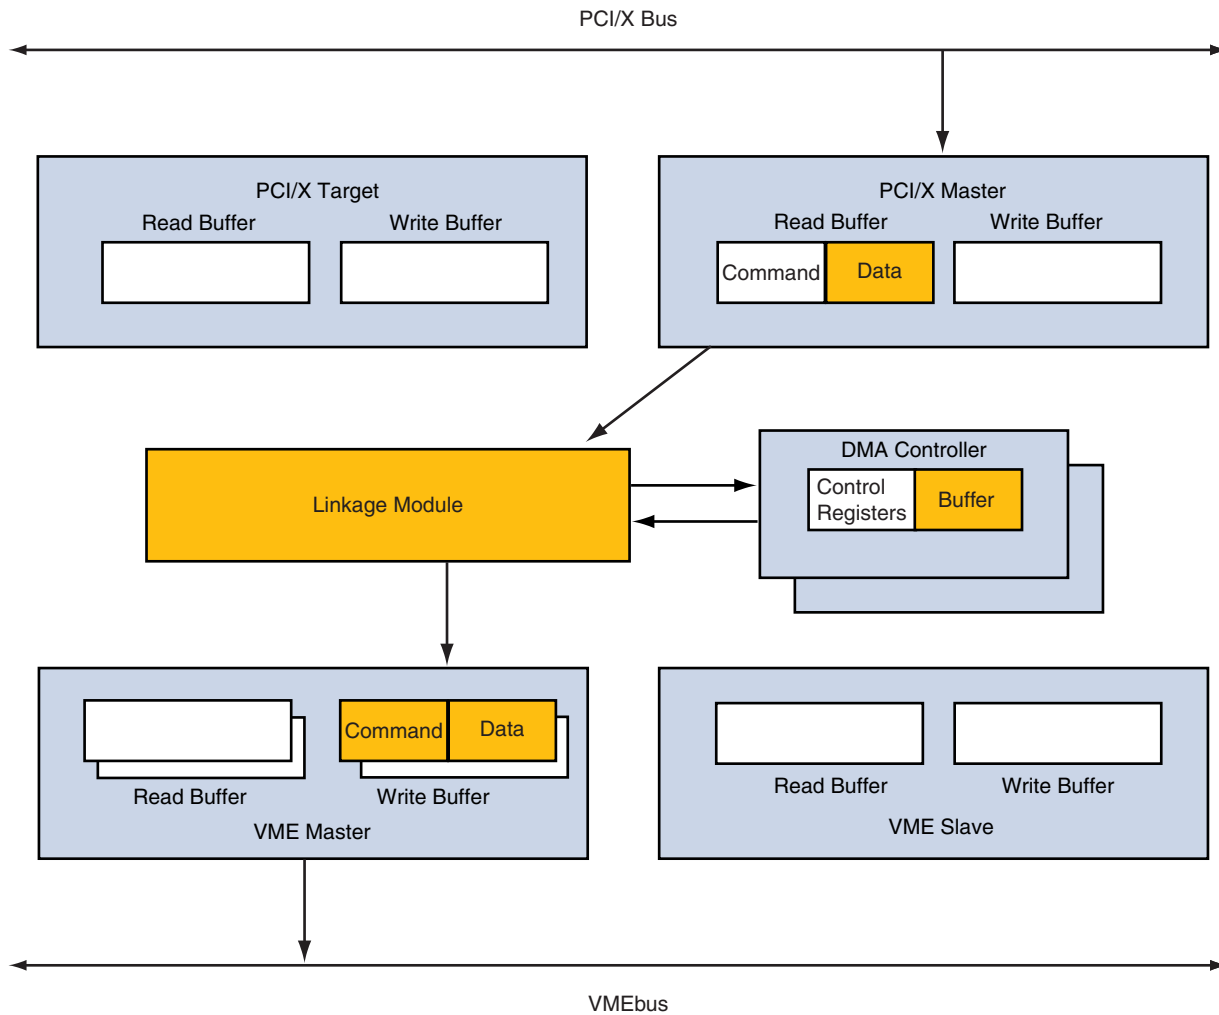 PCI/X Bus
PCI/X Target
Read Buffer
Write Buffer
PCI/X Master
Read Buffer
Write Buffer
Command
Data
Linkage Module
DMA Controller
Control
Registers
Buffer
Command
Data
Read Buffer
Write Buffer
VME Master
Read Buffer
Write Buffer
VME Slave
VMEbus